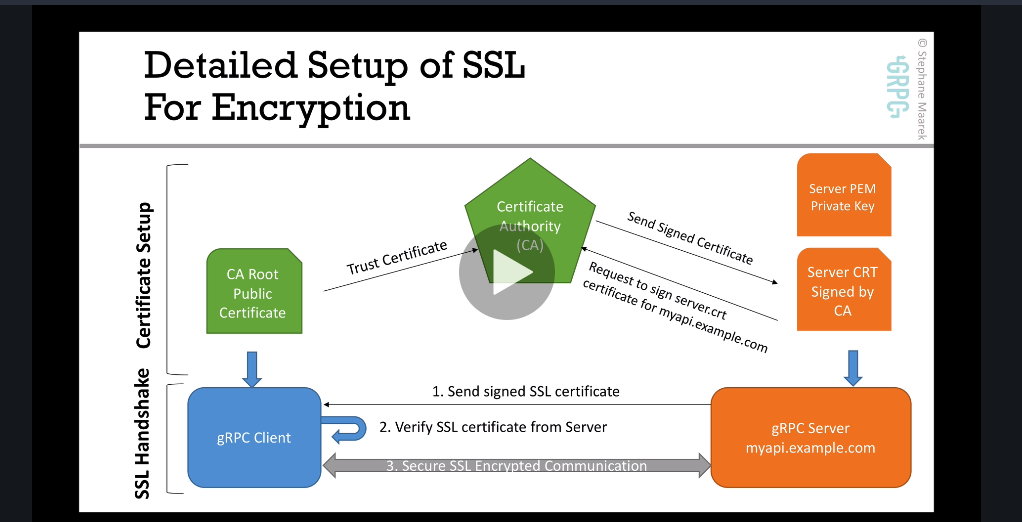 Detailed Setup of SSL
For Encryption
© Stephane Maarek
GRPC
Certificate Setup
Certificate
Authority
(CA)
Server PEM
Private Key
Send Signed Certificate
Trust Certificate
CA Root
Public
Certificate
Request to sign server.crt
certificate for myapi.example.com
Server CRT
Signed by
CA
SSL Handshake
1. Send signed SSL certificate
gRPC Client
2. Verify SSL certificate from Server
gRPC Server
myapi.example.com
3. Secure SSL Encrypted Communication